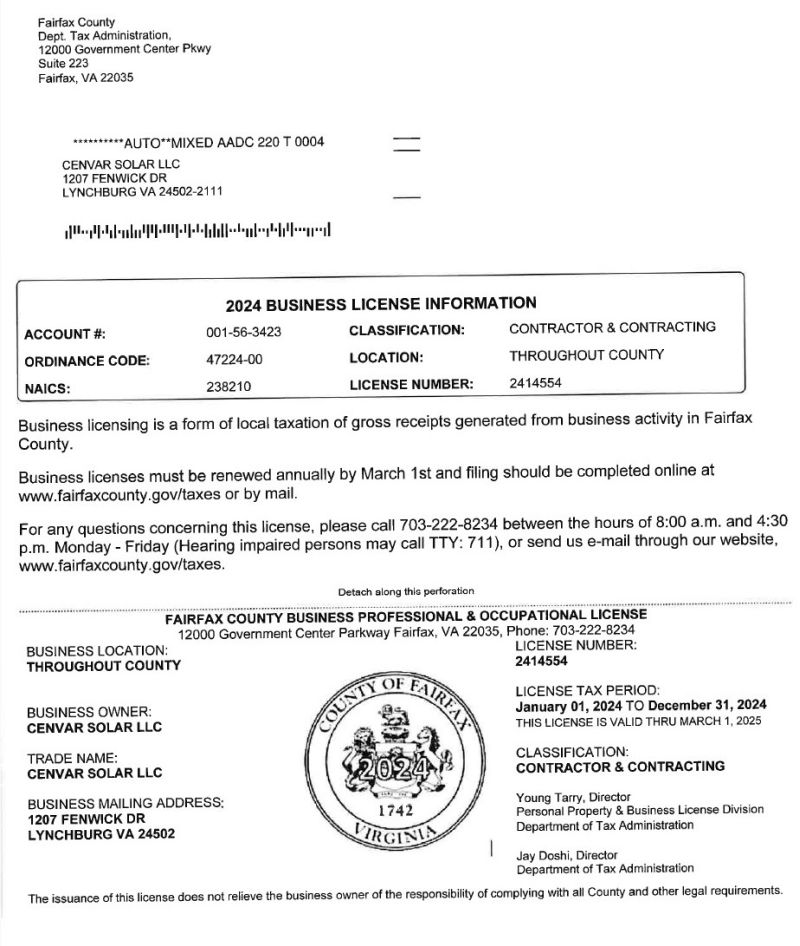 Fairfax County
Dept. Tax Administration,
12000 Government Center Pkwy
Suite 223
Fairfax, VA 22035
**********AUTO**MIXED AADC 220 T 0004
CENVAR SOLAR LLC
1207 FENWICK DR
LYNCHBURG VA 24502-2111
2024 BUSINESS LICENSE INFORMATION
ACCOUNT #: 001-56-3423 CLASSIFICATION: CONTRACTOR & CONTRACTING
ORDINANCE CODE: 47224-00 LOCATION: THROUGHOUT COUNTY
NAICS: 238210 LICENSE NUMBER: 2414554
Business licensing is a form of local taxation of gross receipts generated from business activity in Fairfax
County.
Business licenses must be renewed annually by March 1st and filing should be completed online at
www.fairfaxcounty.gov/taxes or by mail.
For any questions concerning this license, please call 703-222-8234 between the hours of 8:00 a.m. and 4:30
p.m. Monday - Friday (Hearing impaired persons may call TTY: 711), or send us e-mail through our website,
www.fairfaxcounty.gov/taxes.
Detach along this perforation
FAIRFAX COUNTY BUSINESS PROFESSIONAL & OCCUPATIONAL LICENSE
12000 Government Center Parkway Fairfax, VA 22035, Phone: 703-222-8234
BUSINESS LOCATION:
THROUGHOUT COUNTY
BUSINESS OWNER:
CENVAR SOLAR LLC
TRADE NAME:
CENVAR SOLAR LLC
BUSINESS MAILING ADDRESS:
1207 FENWICK DR
LYNCHBURG VA 24502
COUNTY OF FAIRFAX
2024
1742
VIRGINIA
LICENSE NUMBER:
2414554
LICENSE TAX PERIOD:
January 01, 2024 TO December 31, 2024
THIS LICENSE IS VALID THRU MARCH 1, 2025
CLASSIFICATION:
CONTRACTOR & CONTRACTING
Young Tarry, Director
Personal Property & Business License Division
Department of Tax Administration
Jay Doshi, Director
Department of Tax Administration
The issuance of this license does not relieve the business owner of the responsibility of complying with all County and other legal requirements.